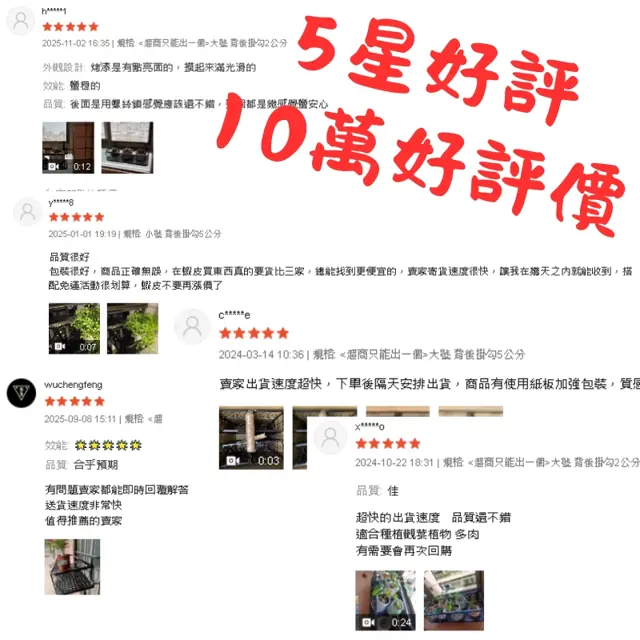 h*****1
2025-11-02 16:35 | 規格: <超商只能出一個>大號 背後掛勾2公分
外觀設計: 烤漆是有點亮面的，摸起來滿光滑的
效能: 蠻穩的
品質: 後面是用螺絲鎖感覺應該還不錯，
都是鐵感覺蠻安心
0:12
5星好評
10萬好評價
y*****8
2025-01-01 19:19 | 規格: 小號 背後掛勾5公分
品質很好
包裝很好，商品正確無誤，在蝦皮買東西真的要貨比三家，總能找到更便宜的，賣家寄貨速度很快，讓我在幾天之內就能收到，搭
配免運活動很划算，蝦皮不要再漲價了
0:07
c*****e
2024-03-14 10:36 | 規格: <超商只能出一個>大號 背後掛勾5公分
賣家出貨速度超快，下單後隔天安排出貨，商品有使用紙板加強包裝，質感
0:03
wuchengfeng
2025-09-08 15:11 | 規格: <超
效能:
品質: 合乎預期
有問題賣家都能即時回覆解答
送貨速度非常快
值得推薦的賣家
x*****o
2024-10-22 18:31 | 規格: <超商只能出一個>大號 背後掛勾2公分
品質: 佳
超快的出貨速度 品質還不錯
適合種植觀葉植物 多肉
有需要會再次回購
0:24